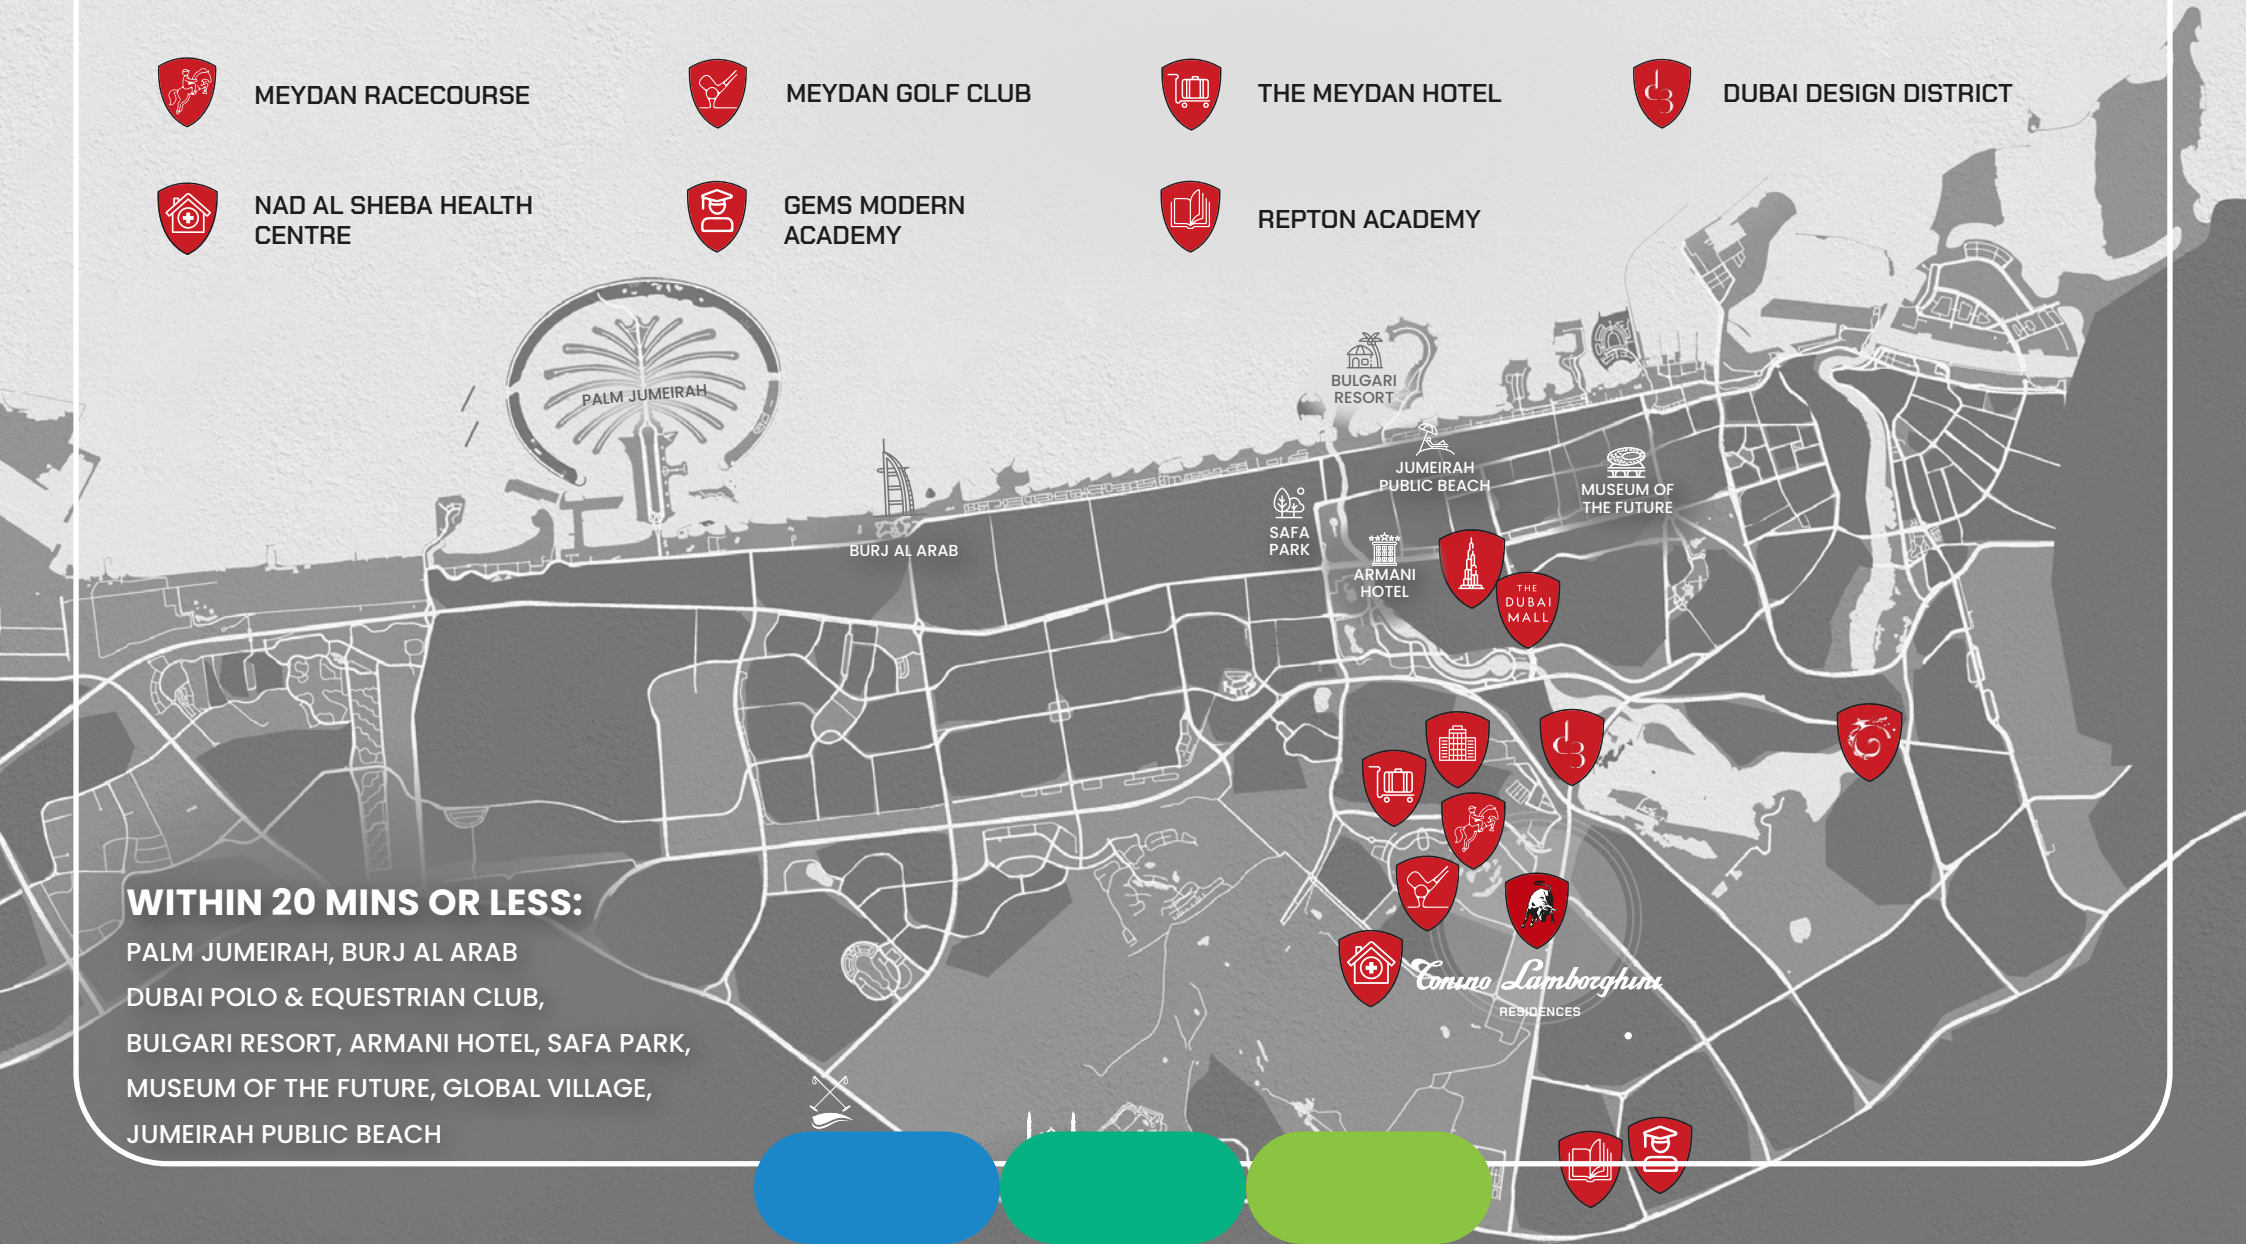 MEYDAN RACECOURSE
MEYDAN GOLF CLUB
THE MEYDAN HOTEL
d3
DUBAI DESIGN DISTRICT
NAD AL SHEBA HEALTH
CENTRE
GEMS MODERN
ACADEMY
REPTON ACADEMY
PALM JUMEIRAH
BULGARI
RESORT
JUMEIRAH
PUBLIC BEACH
MUSEUM OF
THE FUTURE
SAFA
PARK
BURJ AL ARAB
ARMANI
HOTEL
THE
DUBAI
MALL
d3
Tonino Lamborghini
RESIDENCES
WITHIN 20 MINS OR LESS:
PALM JUMEIRAH, BURJ AL ARAB
DUBAI POLO & EQUESTRIAN CLUB,
BULGARI RESORT, ARMANI HOTEL, SAFA PARK,
MUSEUM OF THE FUTURE, GLOBAL VILLAGE,
JUMEIRAH PUBLIC BEACH